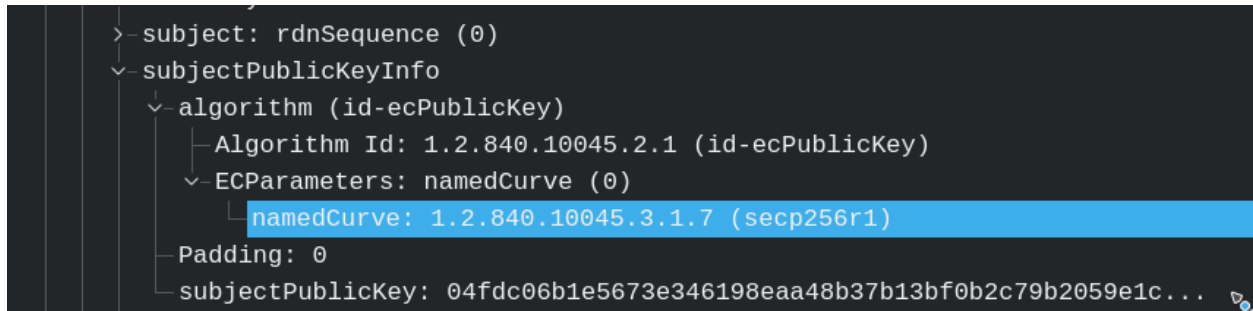 subject: rdnSequence (0)
subjectPublicKeyInfo
algorithm (id-ecPublicKey)
Algorithm Id: 1.2.840.10045.2.1 (id-ecPublicKey)
ECParameters: namedCurve (0)
namedCurve: 1.2.840.10045.3.1.7 (secp256r1)
Padding: 0
subjectPublicKey: 04fdc06b1e5673e346198eaa48b37b13bf0b2c79b2059e1c...